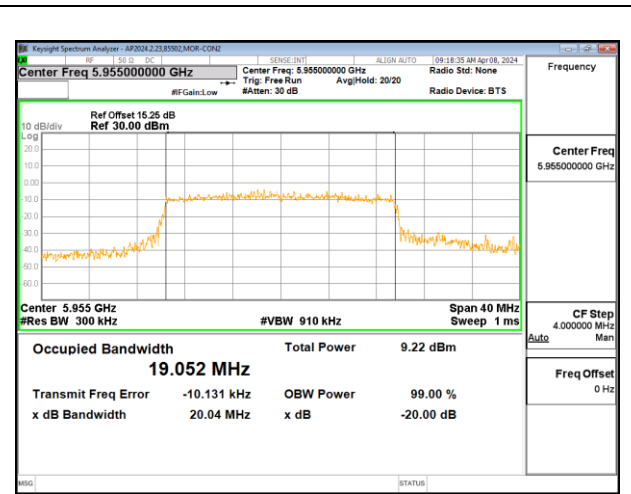 Keysight Spectrum Analyzer - AP2024.2.23,85502,MOR-CON2
RF 50 Ω DC SENSE:INT ALIGN AUTO 09:18:35 AM Apr 08, 2024
Center Freq 5.955000000 GHz
Center Freq: 5.955000000 GHz
Radio Std: None
Trig: Free Run Avg|Hold: 20/20
#IFGain:Low
#Atten: 30 dB
Radio Device: BTS
Frequency
Ref Offset 15.25 dB
10 dB/div Ref 30.00 dBm
Log
20.0
10.0
0.00
-10.0
-20.0
-30.0
-40.0
-50.0
-60.0
Center Freq
5.955000000 GHz
Center 5.955 GHz Span 40 MHz
#Res BW 300 kHz #VBW 910 kHz Sweep 1 ms
CF Step
4.000000 MHz
Auto Man
Freq Offset
0 Hz
Occupied Bandwidth Total Power 9.22 dBm
19.052 MHz
Transmit Freq Error -10.131 kHz OBW Power 99.00 %
x dB Bandwidth 20.04 MHz x dB -20.00 dB
MSG STATUS